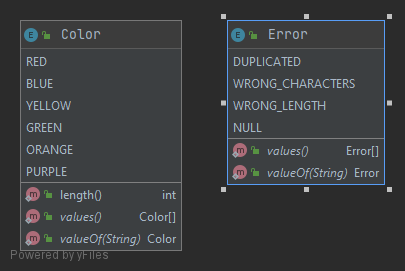 E Color
RED
BLUE
YELLOW
GREEN
ORANGE
PURPLE
m length() int
m values() Color[]
m valueOf(String) Color
E Error
DUPLICATED
WRONG_CHARACTERS
WRONG_LENGTH
NULL
m values() Error[]
m valueOf(String) Error
Powered by yFiles